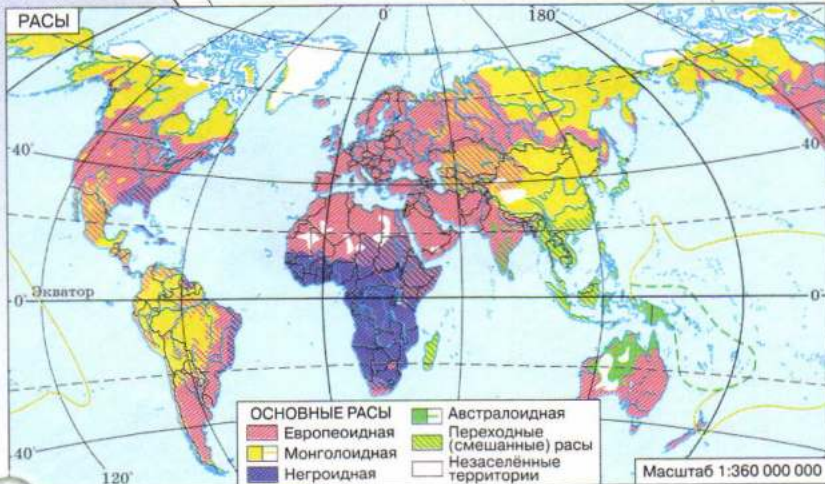 РАСЫ
0°
180°
40°
40°
Экватор
0°
0°
40°
40°
120°
ОСНОВНЫЕ РАСЫ
Европеоидная
Монголоидная
Негроидная
Австралоидная
Переходные
(смешанные) расы
Незаселённые
территории
Масштаб 1:360 000 000